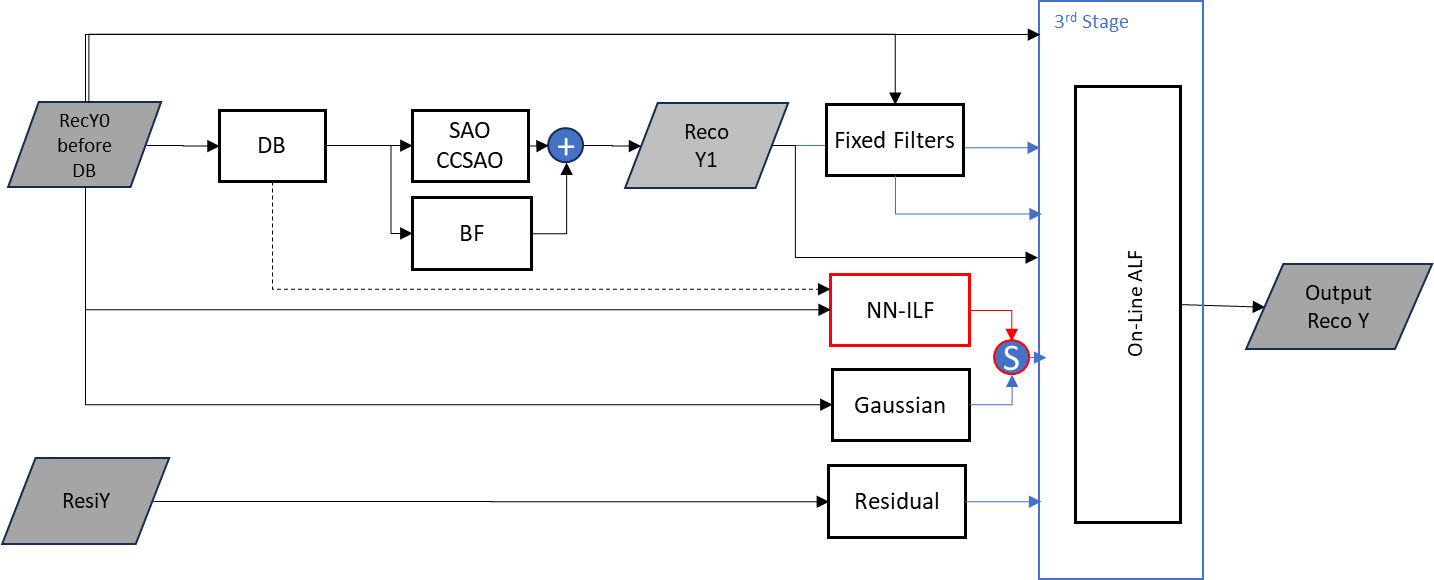 3rd Stage
RecY0
before
DB
DB
SAO
CCSAO
+
Reco
Y1
Fixed Filters
BF
NN-ILF
S
Gaussian
ResiY
Residual
On-Line ALF
Output
Reco Y